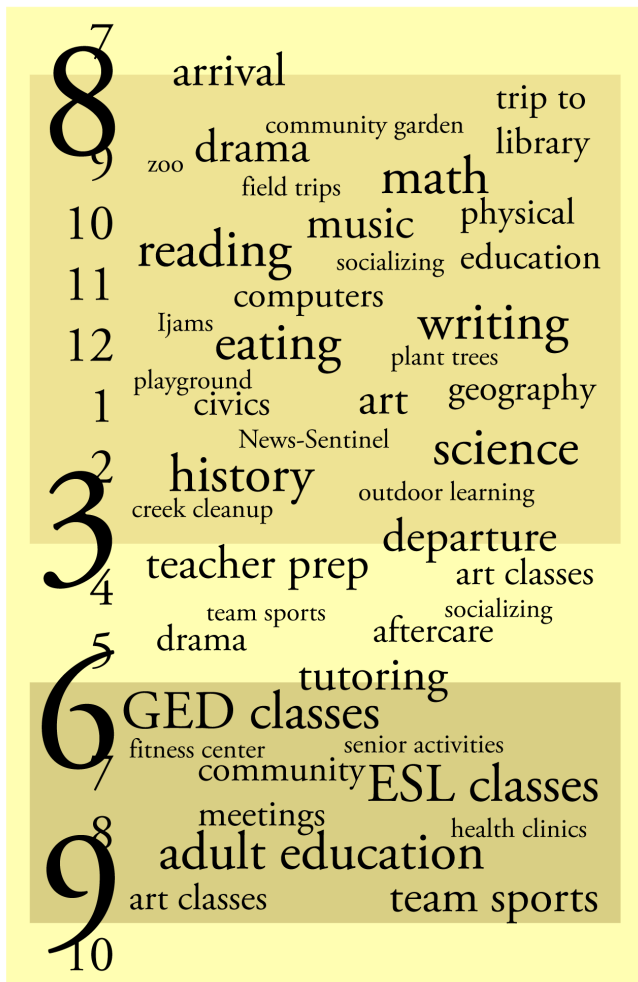 7
8
arrival
trip to
library
community garden
9
zoo
drama
field trips
math
10
music
physical
education
reading
socializing
11
computers
Ijams
writing
12
eating
plant trees
playground
geography
1
civics
art
News-Sentinel
science
2
history
outdoor learning
3
creek cleanup
departure
teacher prep
art classes
4
team sports
socializing
drama
aftercare
5
tutoring
6
GED classes
fitness center
senior activities
7
community
meetings
ESL classes
8
health clinics
adult education
9
art classes
team sports
10